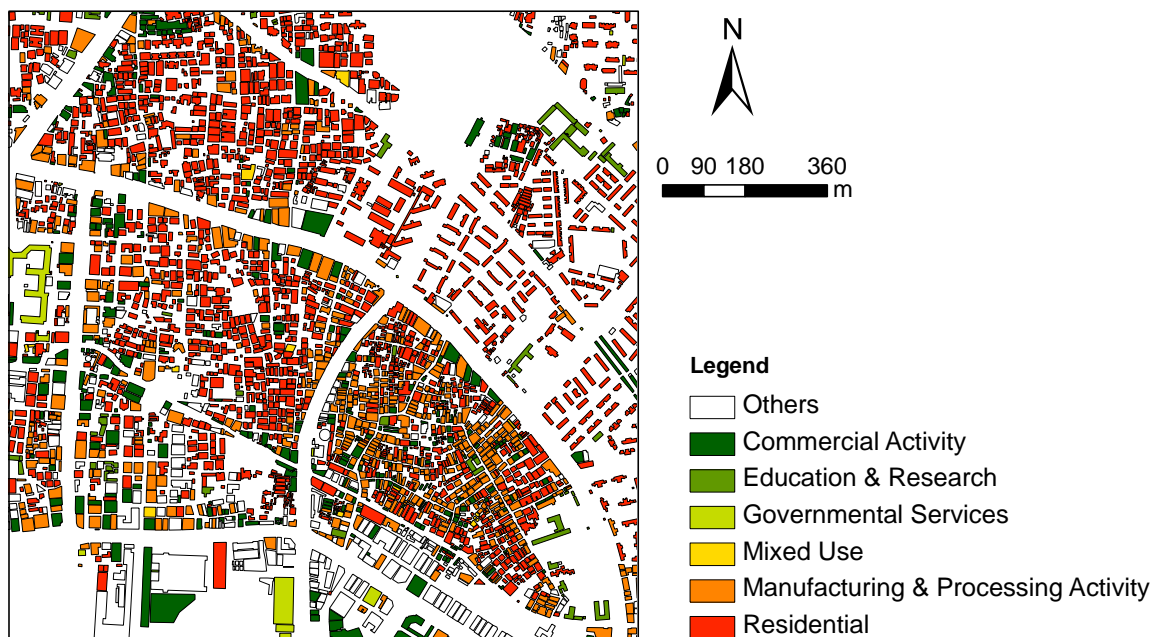 N
0 90 180 360
m
Legend
Others
Commercial Activity
Education & Research
Governmental Services
Mixed Use
Manufacturing & Processing Activity
Residential